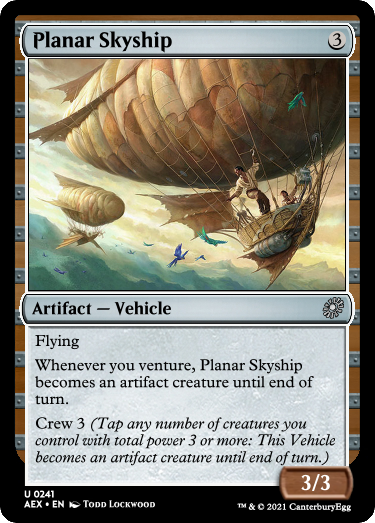 Planar Skyship 3
Artifact — Vehicle
Flying
Whenever you venture, Planar Skyship
becomes an artifact creature until end of
turn.
Crew 3 (Tap any number of creatures you
control with total power 3 or more: This Vehicle
becomes an artifact creature until end of turn.)
3/3
U 0241
AEX • EN Todd Lockwood
™ & © 2021 CanterburyEgg